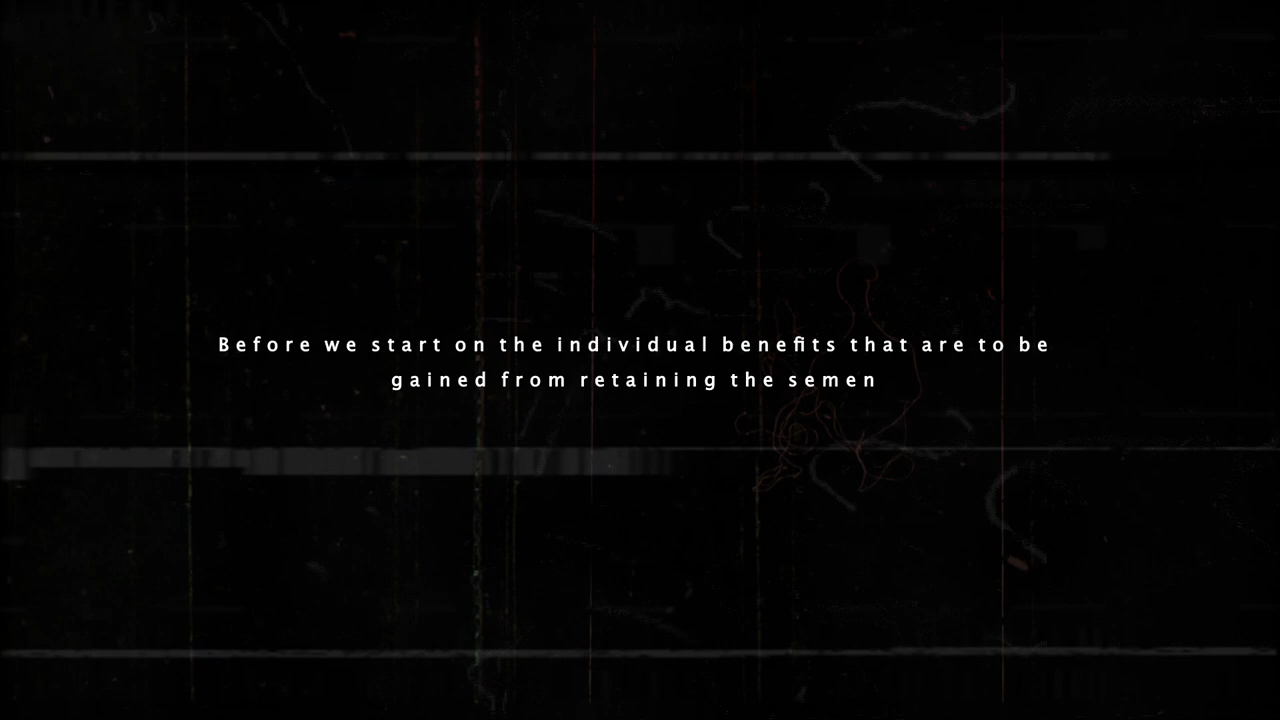 Before we start on the individual benefits that are to be
gained from retaining the semen